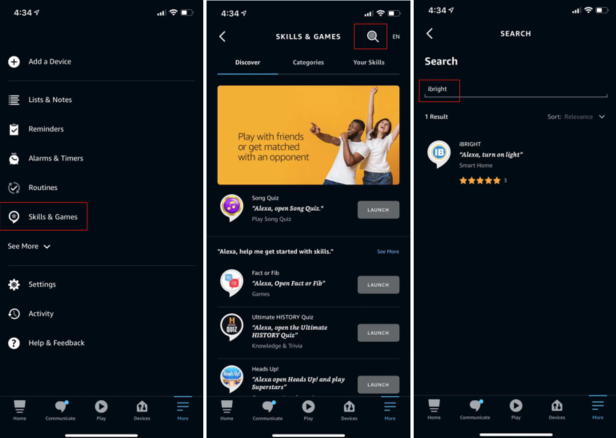 4:34
Add a Device
Lists & Notes
Reminders
Alarms & Timers
Routines
Skills & Games
See More
Settings
Activity
Help & Feedback
Home
Communicate
Play
Devices
More
4:34
SKILLS & GAMES
EN
Discover
Categories
Your Skills
Play with friends
or get matched
with an opponent
Song Quiz
"Alexa, open Song Quiz."
Play Song Quiz
LAUNCH
"Alexa, help me get started with skills."
See More
Fact or Fib
"Alexa, Open Fact or Fib"
Games
LAUNCH
H
QUIZ
Ultimate HISTORY Quiz
"Alexa, open the Ultimate
HISTORY Quiz"
Knowledge & Trivia
LAUNCH
Heads Up!
"Alexa open Heads Up! and play
Superstars"
LAUNCH
Home
Communicate
Play
Devices
More
4:34
SEARCH
Search
ibright
1 Result
Sort: Relevance
IB
iBRIGHT
"Alexa, turn on light"
Smart Home
3
Home
Communicate
Play
Devices
More